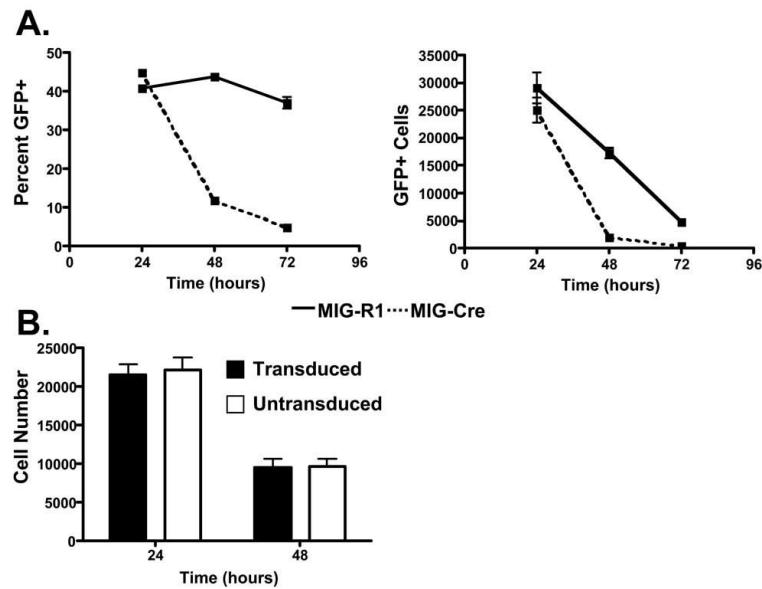 A.
50
40
30
20
10
0
Percent GFP+
0 24 48 72 96
Time (hours)
35000
30000
25000
20000
15000
10000
5000
0
GFP+ Cells
0 24 48 72 96
Time (hours)
MIG-R1 MIG-Cre
B.
25000
20000
15000
10000
5000
0
Cell Number
Transduced
Untransduced
24 48
Time (hours)